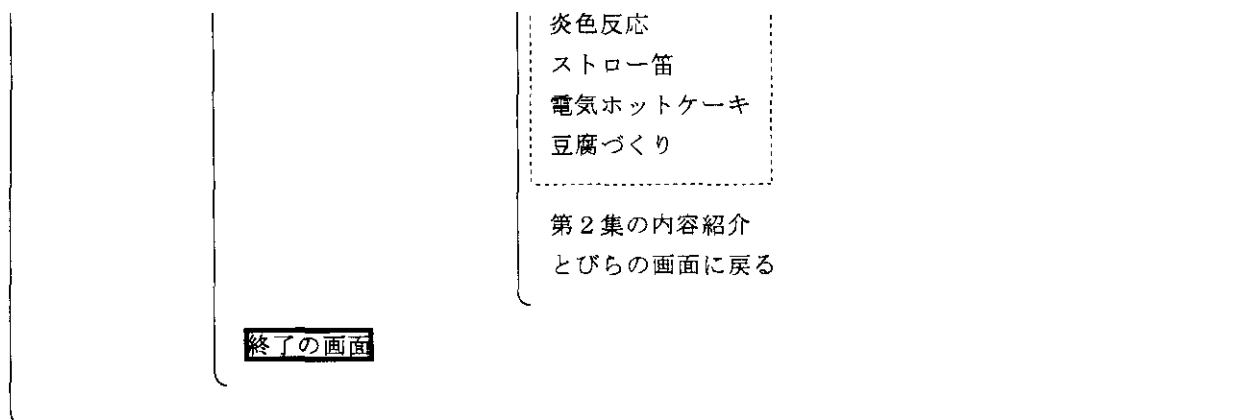 炎色反応
ストロー笛
電気ホットケーキ
豆腐づくり
第２集の内容紹介
とびらの画面に戻る
終了の画面